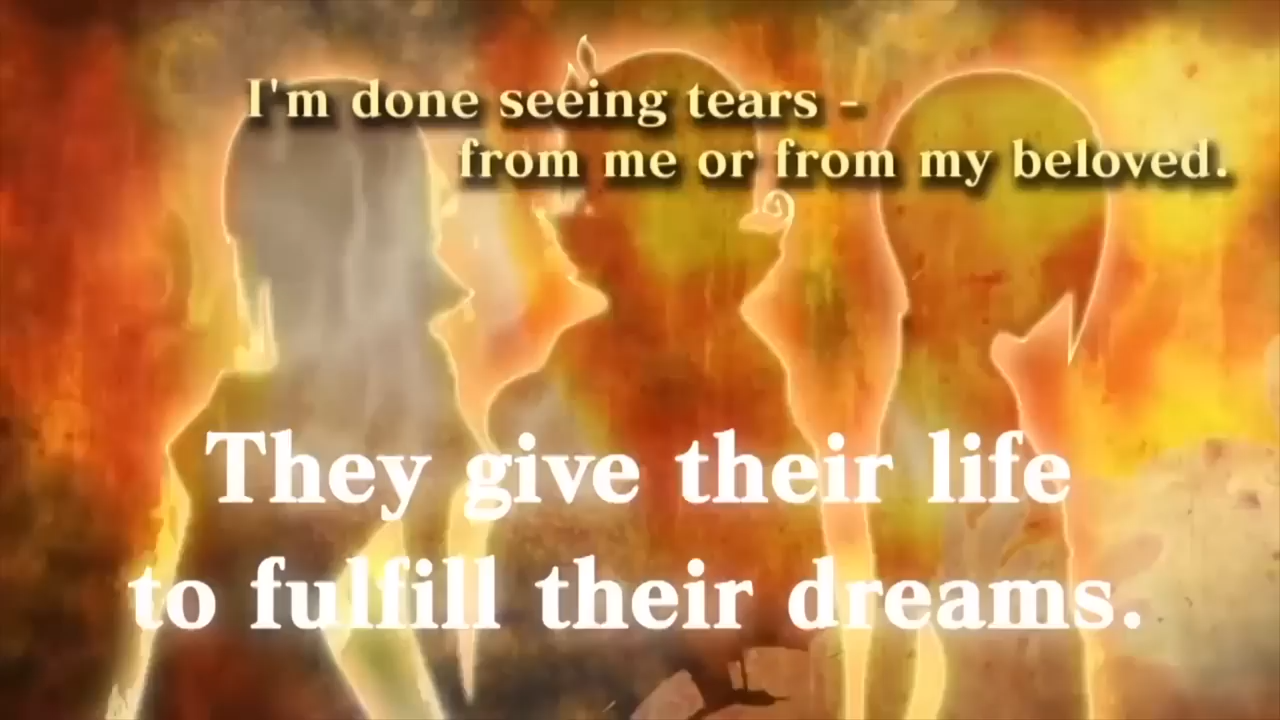 I'm done seeing tears -
from me or from my beloved.
They give their life
to fulfill their dreams.